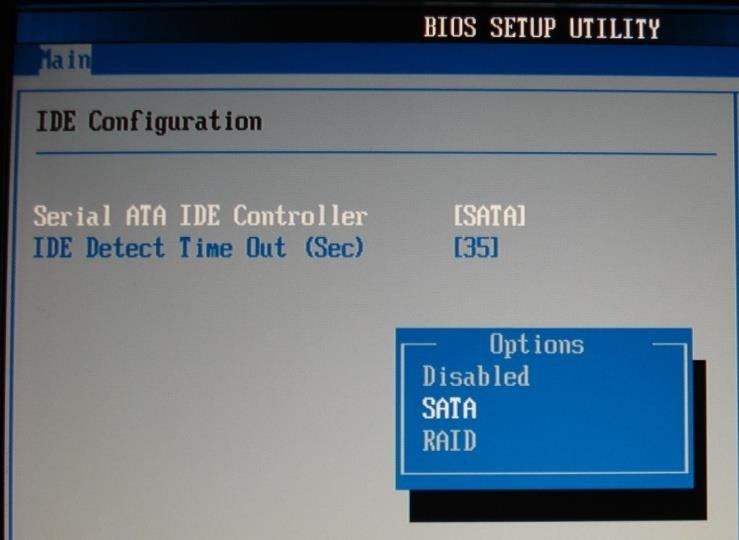 BIOS SETUP UTILITY
Main
IDE Configuration
Serial ATA IDE Controller [SATA]
IDE Detect Time Out (Sec) [35]
Options
Disabled
SATA
RAID